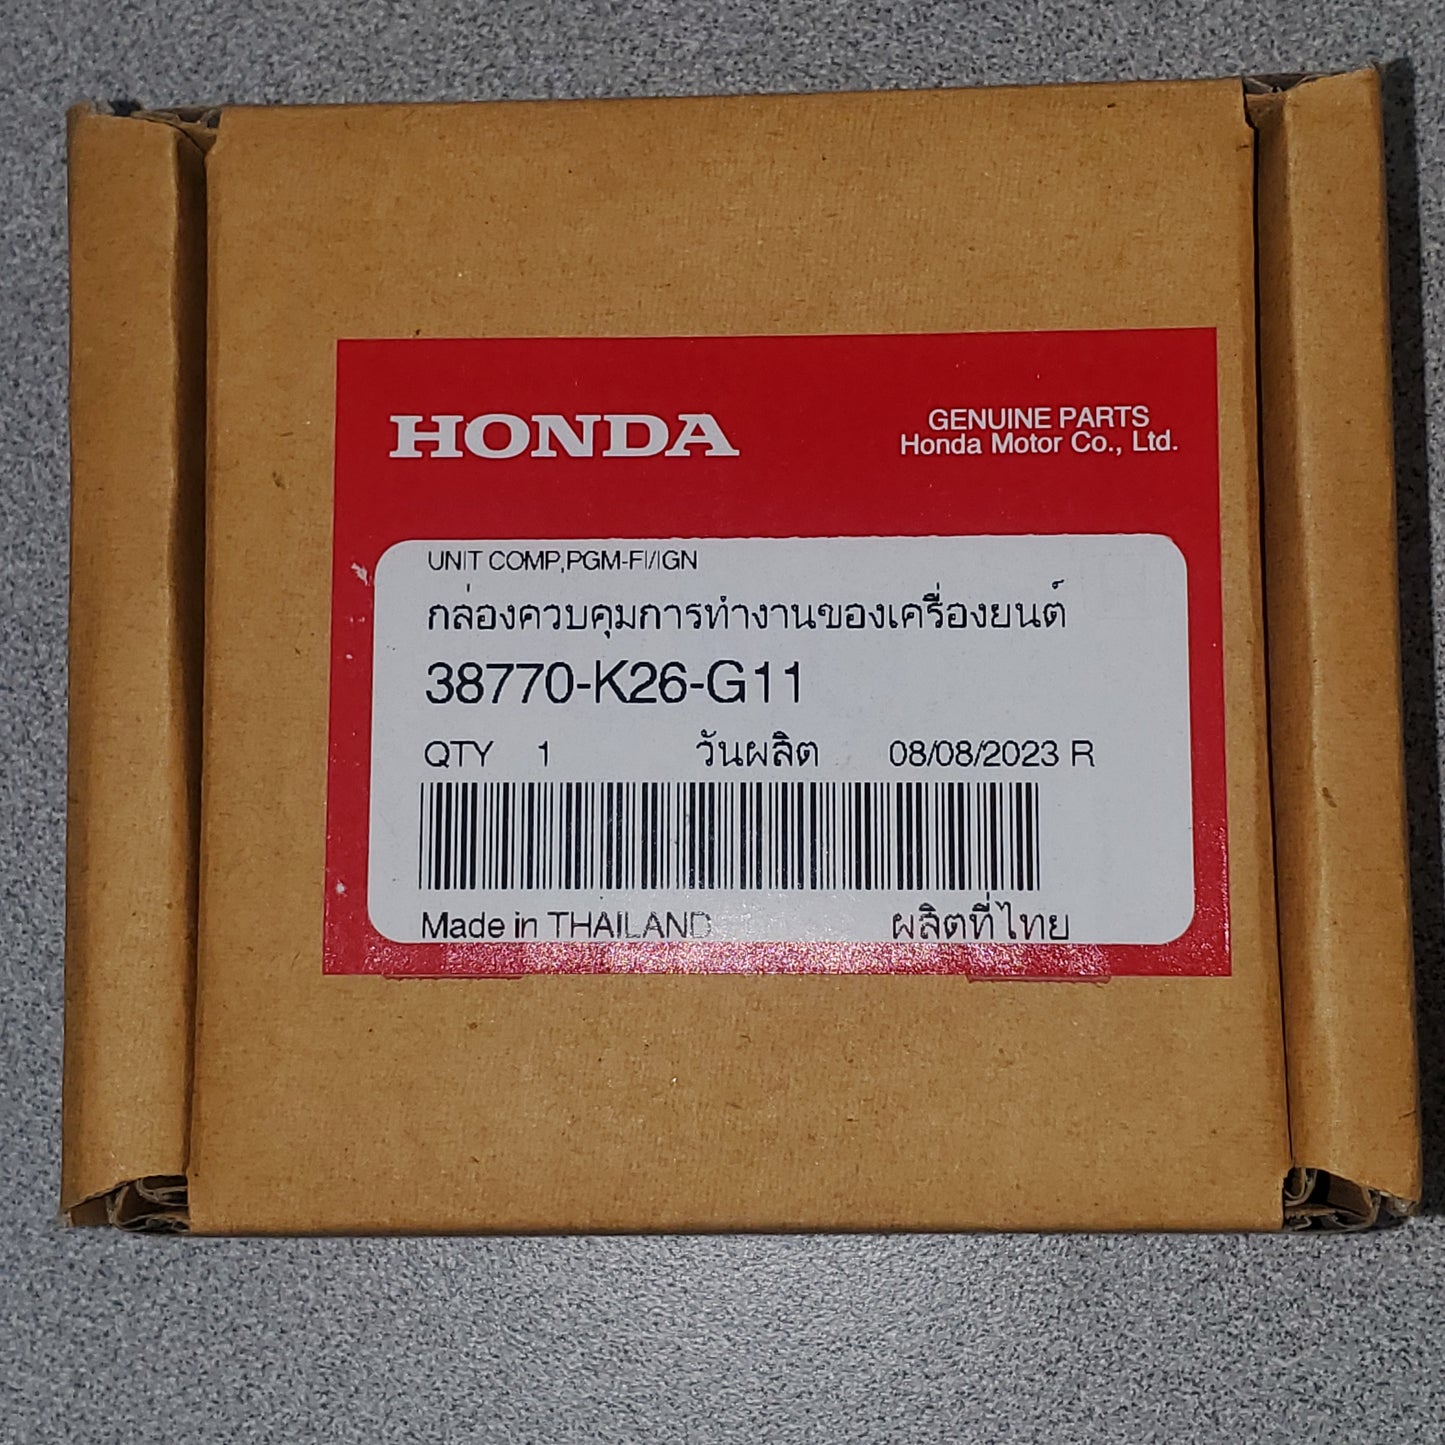 HONDA
GENUINE PARTS
Honda Motor Co., Ltd.
UNIT COMP,PGM-FI/IGN
กล่องควบคุมการทำงานของเครื่องยนต์
38770-K26-G11
QTY 1 วันผลิต 08/08/2023 R
Made in THAILAND ผลิตที่ไทย